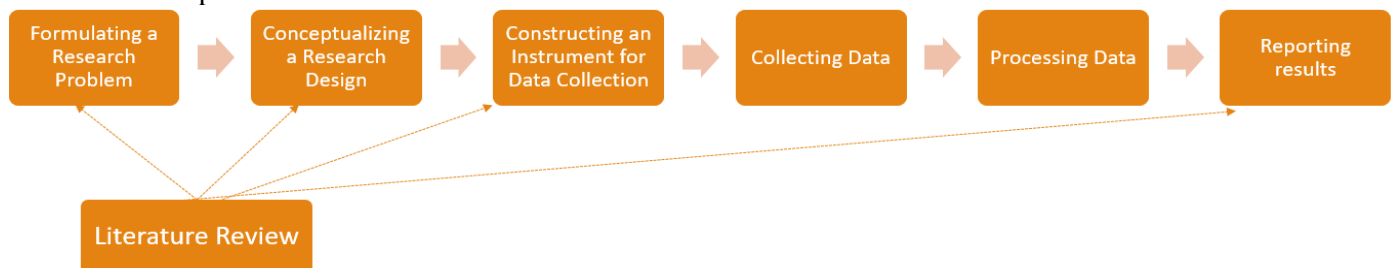 Formulating a
Research
Problem
Conceptualizing
a Research
Design
Constructing an
Instrument for
Data Collection
Collecting Data
Processing Data
Reporting
results
Literature Review